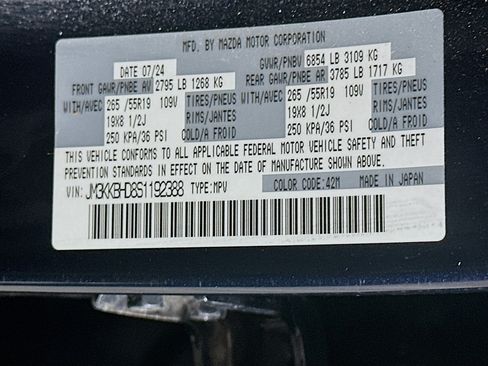 MFD. BY MAZDA MOTOR CORPORATION
DATE 07/24 GVWR/PNBV 6854 LB 3109 KG
FRONT GAWR/PNBE AV 2795 LB 1268 KG REAR GAWR/PNBE AR 3785 LB 1717 KG
WITH/AVEC 265 /55R19 109V TIRES/PNEUS WITH/AVEC 265 /55R19 109V TIRES/PNEUS
19X8 1/2J RIMS/JANTES 19X8 1/2J RIMS/JANTES
250 KPA/36 PSI COLD/A FROID 250 KPA/36 PSI COLD/A FROID
THIS VEHICLE CONFORMS TO ALL APPLICABLE FEDERAL MOTOR VEHICLE SAFETY AND THEFT
PREVENTION STANDARDS IN EFFECT ON THE DATE OF MANUFACTURE SHOWN ABOVE.
VIN: JM3KKBHD8S1192388 TYPE:MPV COLOR CODE:42M MADE IN JAPAN